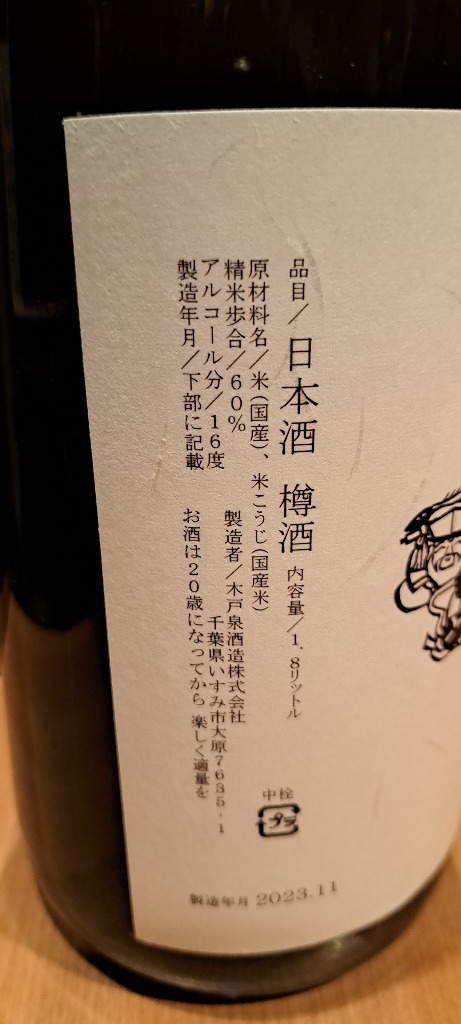 品目/日本酒 樽酒 内容量/1.8リットル
原材料名/米(国産)、米こうじ(国産米)
精米歩合/60%
アルコール分/16度
製造年月/下部に記載
製造者/木戸泉酒造株式会社
千葉県いすみ市大原7635-1
お酒は20歳になってから 楽しく適量を
中栓
プラ
製造年月 2023.11